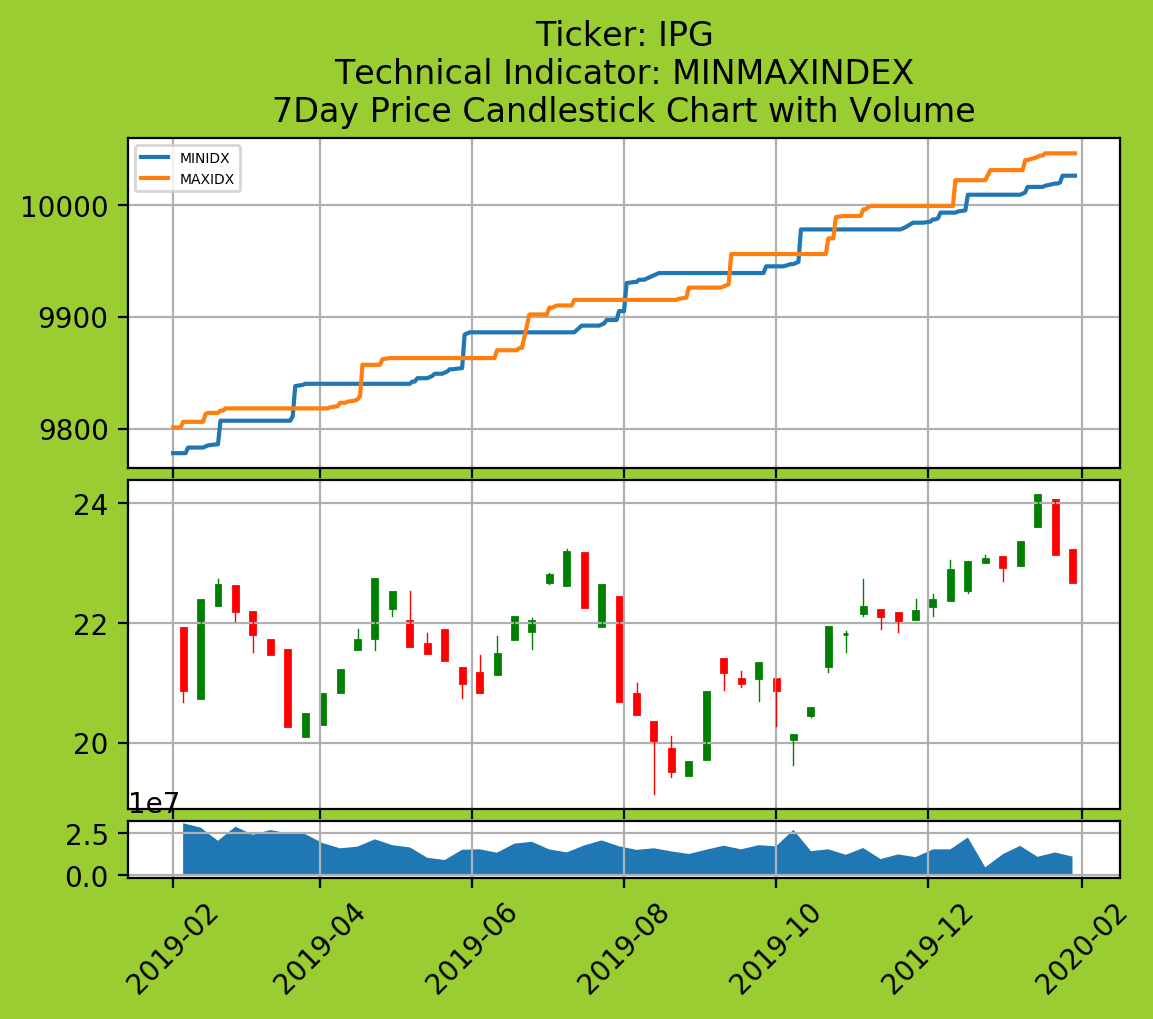 Ticker: IPG
Technical Indicator: MINMAXINDEX
7Day Price Candlestick Chart with Volume
MINIDX
MAXIDX
10000
9900
9800
24
22
20
1e7
2.5
0.0
2019-02
2019-04
2019-06
2019-08
2019-10
2019-12
2020-02